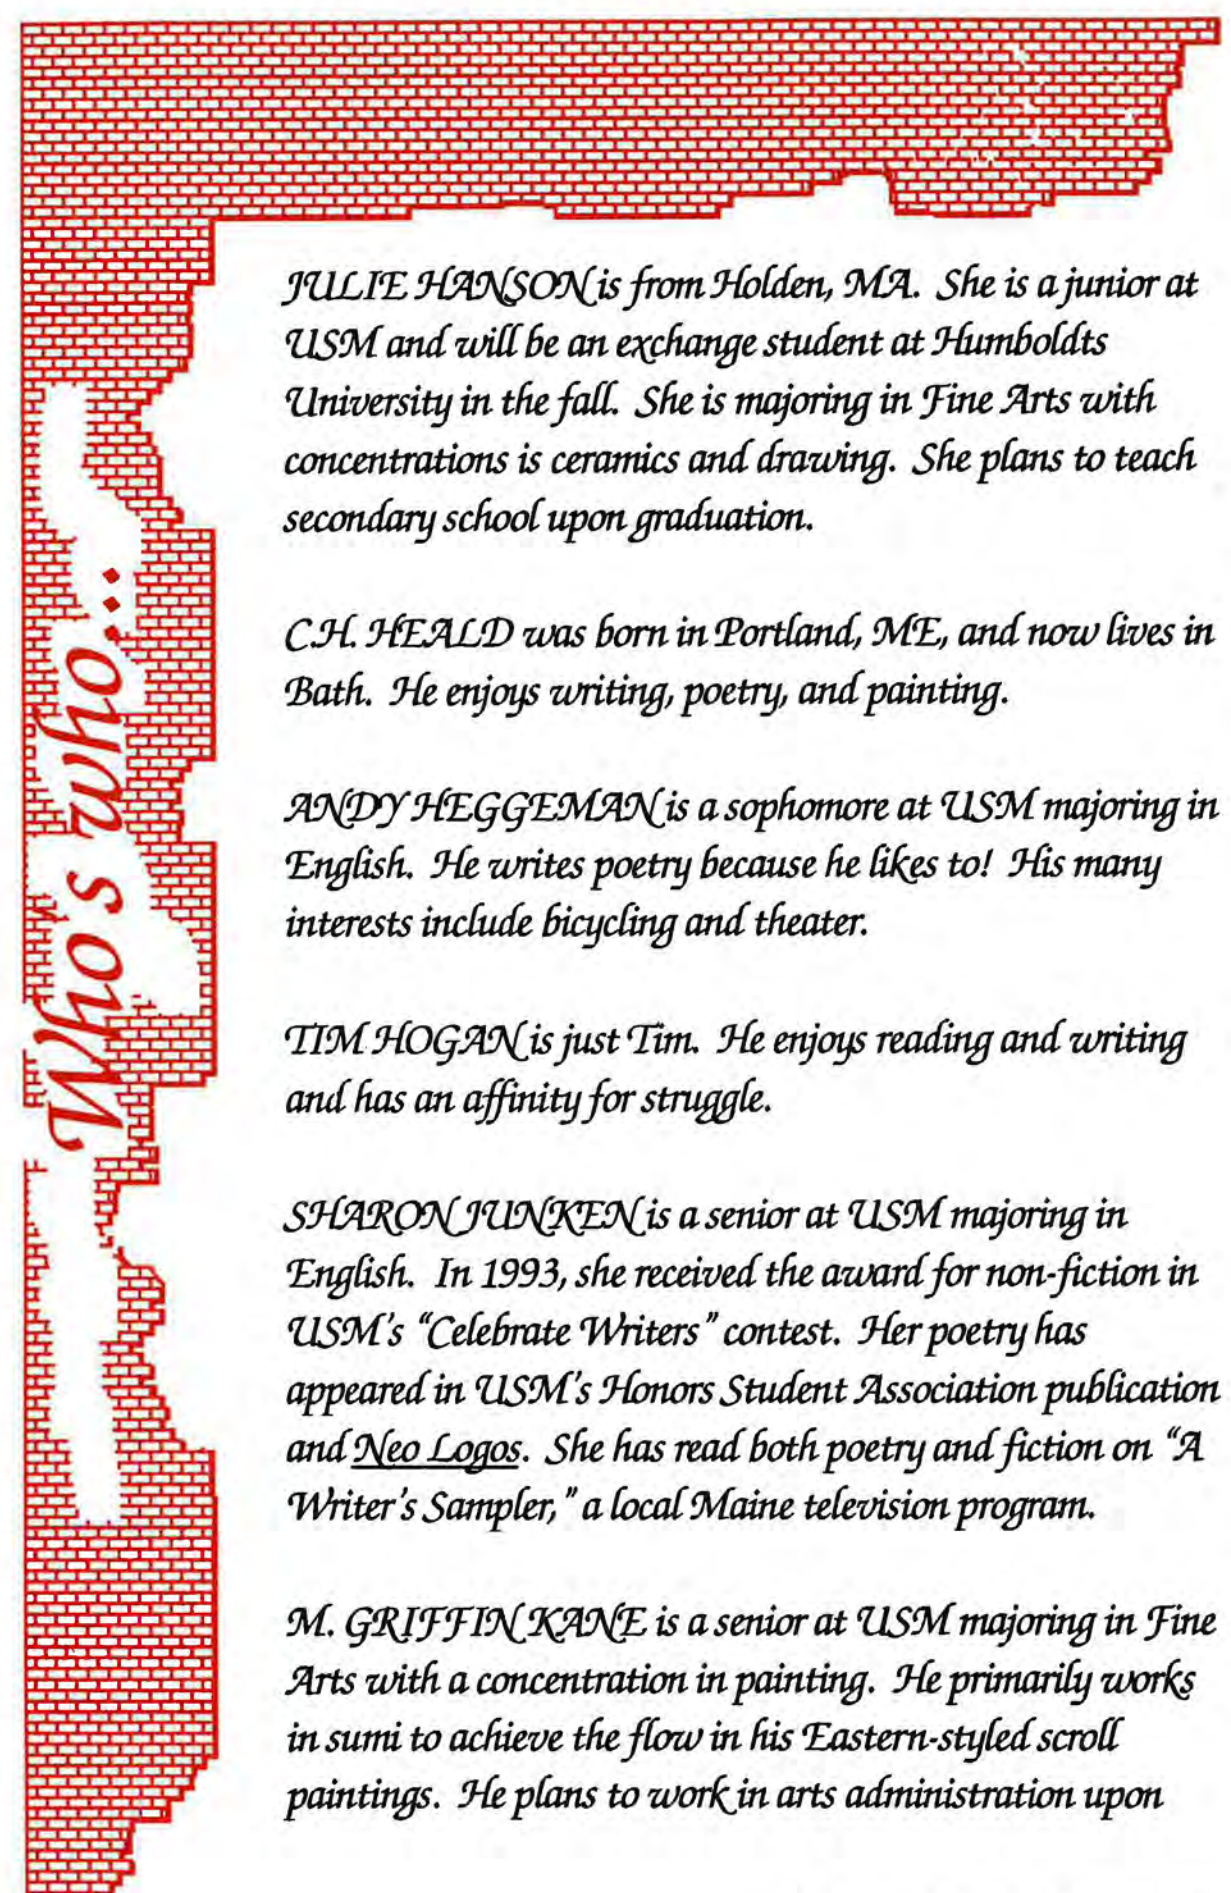 Who's who...
JULIE HANSON is from Holden, MA. She is a junior at
USM and will be an exchange student at Humboldts
University in the fall. She is majoring in Fine Arts with
concentrations is ceramics and drawing. She plans to teach
secondary school upon graduation.
C.H. HEALD was born in Portland, ME, and now lives in
Bath. He enjoys writing, poetry, and painting.
ANDY HEGGEMAN is a sophomore at USM majoring in
English. He writes poetry because he likes to! His many
interests include bicycling and theater.
TIM HOGAN is just Tim. He enjoys reading and writing
and has an affinity for struggle.
SHARON JUNKEN is a senior at USM majoring in
English. In 1993, she received the award for non-fiction in
USM's "Celebrate Writers" contest. Her poetry has
appeared in USM's Honors Student Association publication
and Neo Logos. She has read both poetry and fiction on "A
Writer's Sampler," a local Maine television program.
M. GRIFFIN KANE is a senior at USM majoring in Fine
Arts with a concentration in painting. He primarily works
in sumi to achieve the flow in his Eastern-styled scroll
paintings. He plans to work in arts administration upon